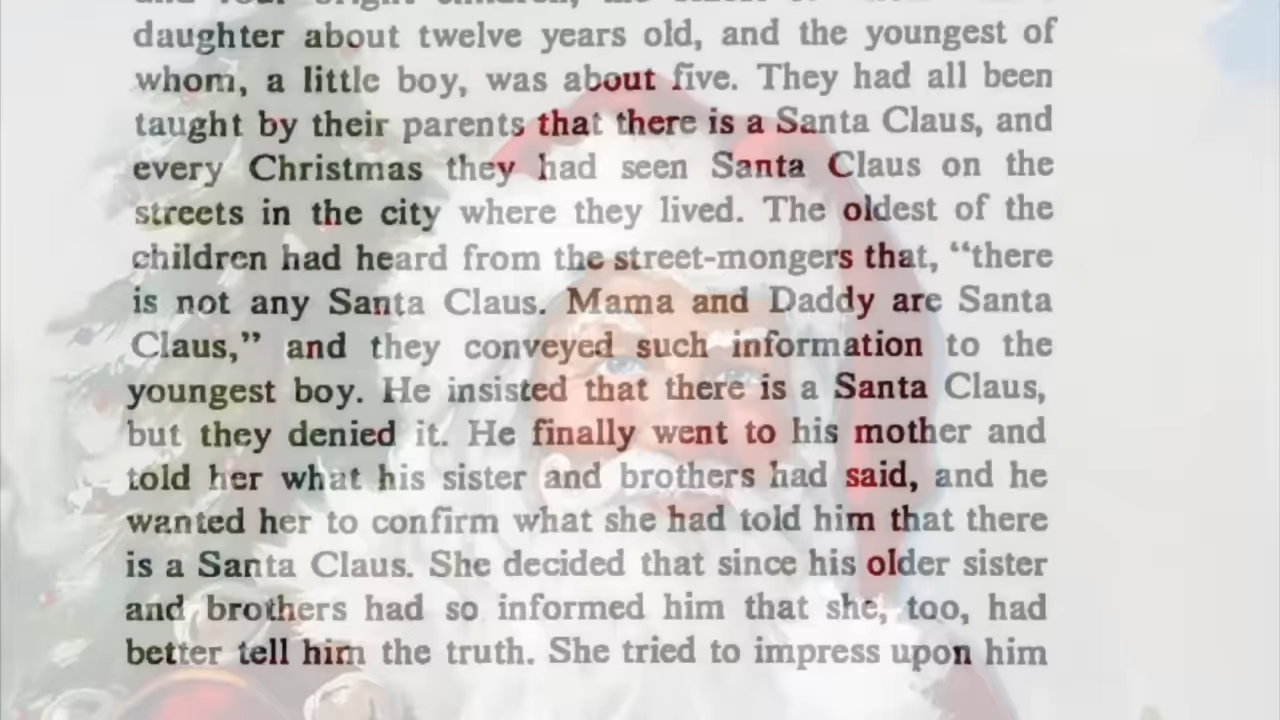 daughter about twelve years old, and the youngest of
whom, a little boy, was about five. They had all been
taught by their parents that there is a Santa Claus, and
every Christmas they had seen Santa Claus on the
streets in the city where they lived. The oldest of the
children had heard from the street-mongers that, “there
is not any Santa Claus. Mama and Daddy are Santa
Claus,” and they conveyed such information to the
youngest boy. He insisted that there is a Santa Claus,
but they denied it. He finally went to his mother and
told her what his sister and brothers had said, and he
wanted her to confirm what she had told him that there
is a Santa Claus. She decided that since his older sister
and brothers had so informed him that she, too, had
better tell him the truth. She tried to impress upon him